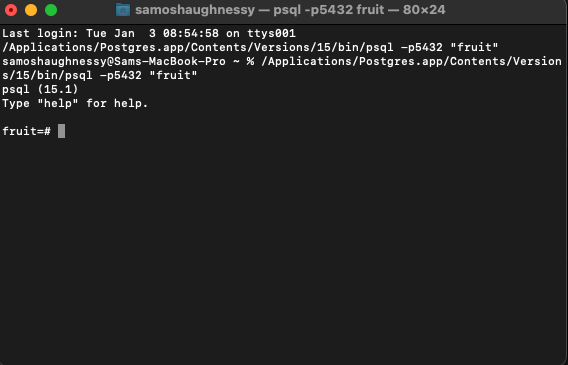 samoshaughnessy — psql -p5432 fruit — 80×24
Last login: Tue Jan  3 08:54:58 on ttys001
/Applications/Postgres.app/Contents/Versions/15/bin/psql -p5432 "fruit"
samoshaughnessy@Sams-MacBook-Pro ~ % /Applications/Postgres.app/Contents/Version
s/15/bin/psql -p5432 "fruit"
psql (15.1)
Type "help" for help.
fruit=#